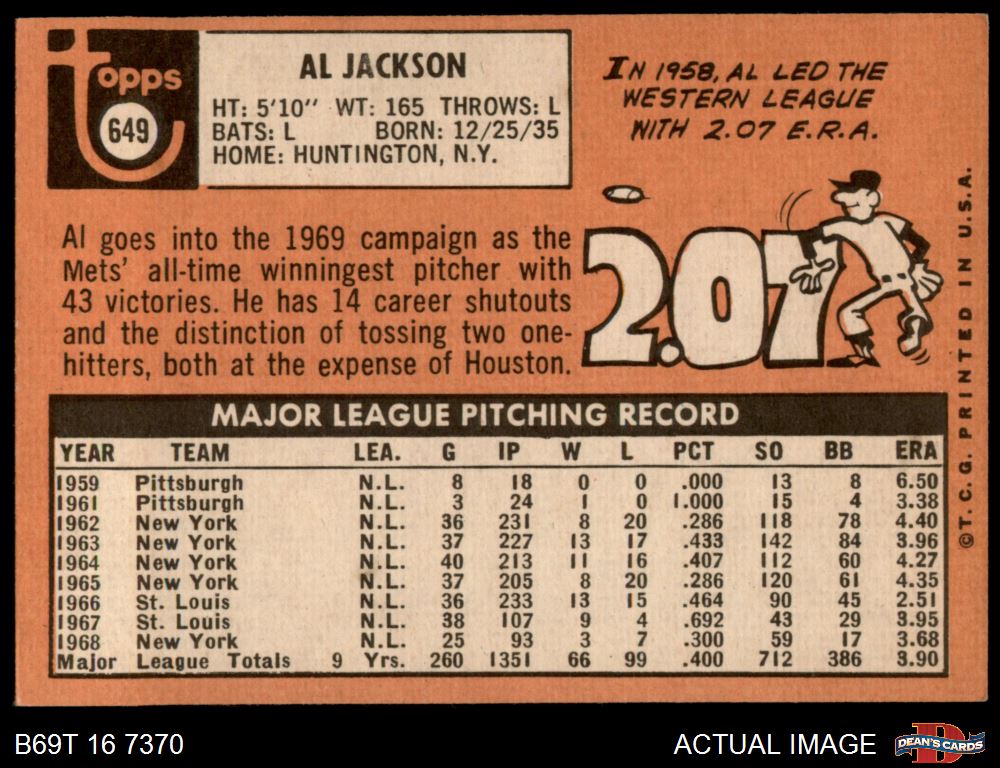 Topps
649
AL JACKSON
HT: 5'10" WT: 165 THROWS: L
BATS: L BORN: 12/25/35
HOME: HUNTINGTON, N.Y.
IN 1958, AL LED THE
WESTERN LEAGUE
WITH 2.07 E.R.A.
Al goes into the 1969 campaign as the
Mets' all-time winningest pitcher with
43 victories. He has 14 career shutouts
and the distinction of tossing two one-
hitters, both at the expense of Houston.
2.07
©T. C. G. PRINTED IN U.S.A.
MAJOR LEAGUE PITCHING RECORD
YEAR TEAM LEA. G IP W L PCT SO BB ERA
1959 Pittsburgh N.L. 8 18 0 0 .000 13 8 6.50
1961 Pittsburgh N.L. 3 24 1 0 1.000 15 4 3.38
1962 New York N.L. 36 231 8 20 .286 118 78 4.40
1963 New York N.L. 37 227 13 17 .433 142 84 3.96
1964 New York N.L. 40 213 11 16 .407 112 60 4.27
1965 New York N.L. 37 205 8 20 .286 120 61 4.35
1966 St. Louis N.L. 36 233 13 15 .464 90 45 2.51
1967 St. Louis N.L. 38 107 9 4 .692 43 29 3.95
1968 New York N.L. 25 93 3 7 .300 59 17 3.68
Major League Totals 9 Yrs. 260 1351 66 99 .400 712 386 3.90
B69T 16 7370
ACTUAL IMAGE
DEAN'S CARDS